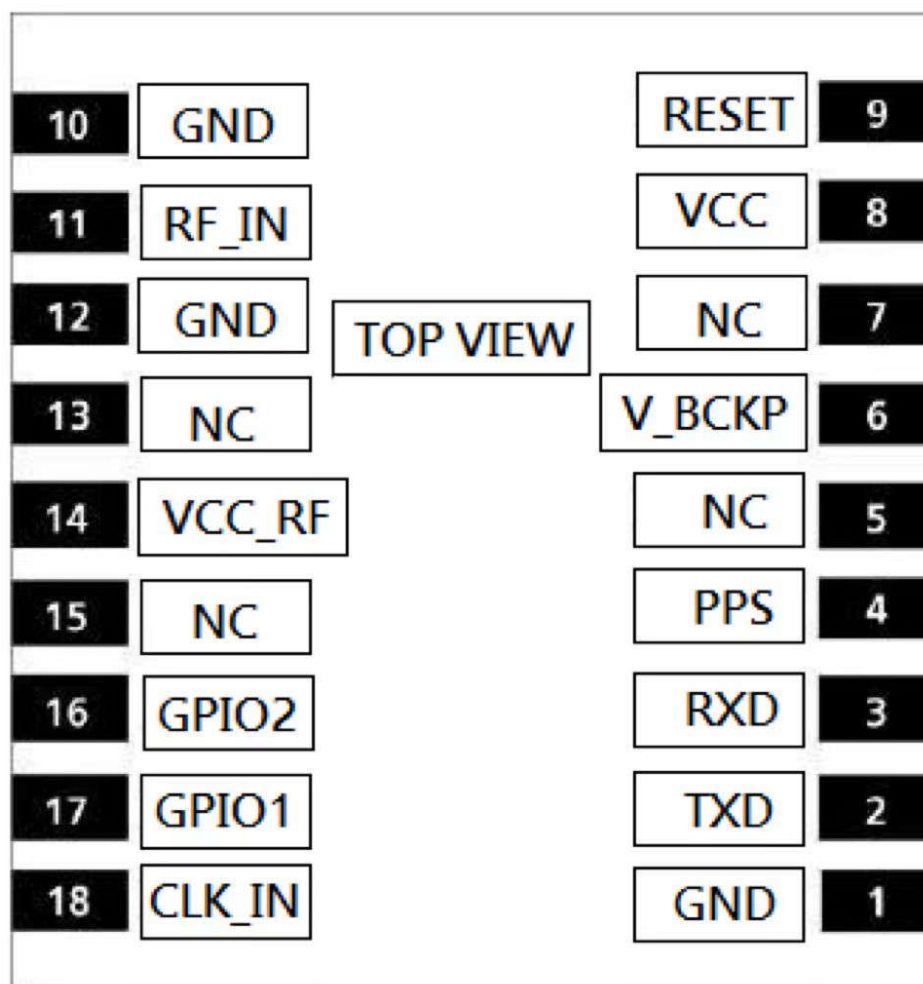 10 GND RESET 9
11 RF_IN VCC 8
12 GND TOP VIEW NC 7
13 NC V_BCKP 6
14 VCC_RF NC 5
15 NC PPS 4
16 GPIO2 RXD 3
17 GPIO1 TXD 2
18 CLK_IN GND 1